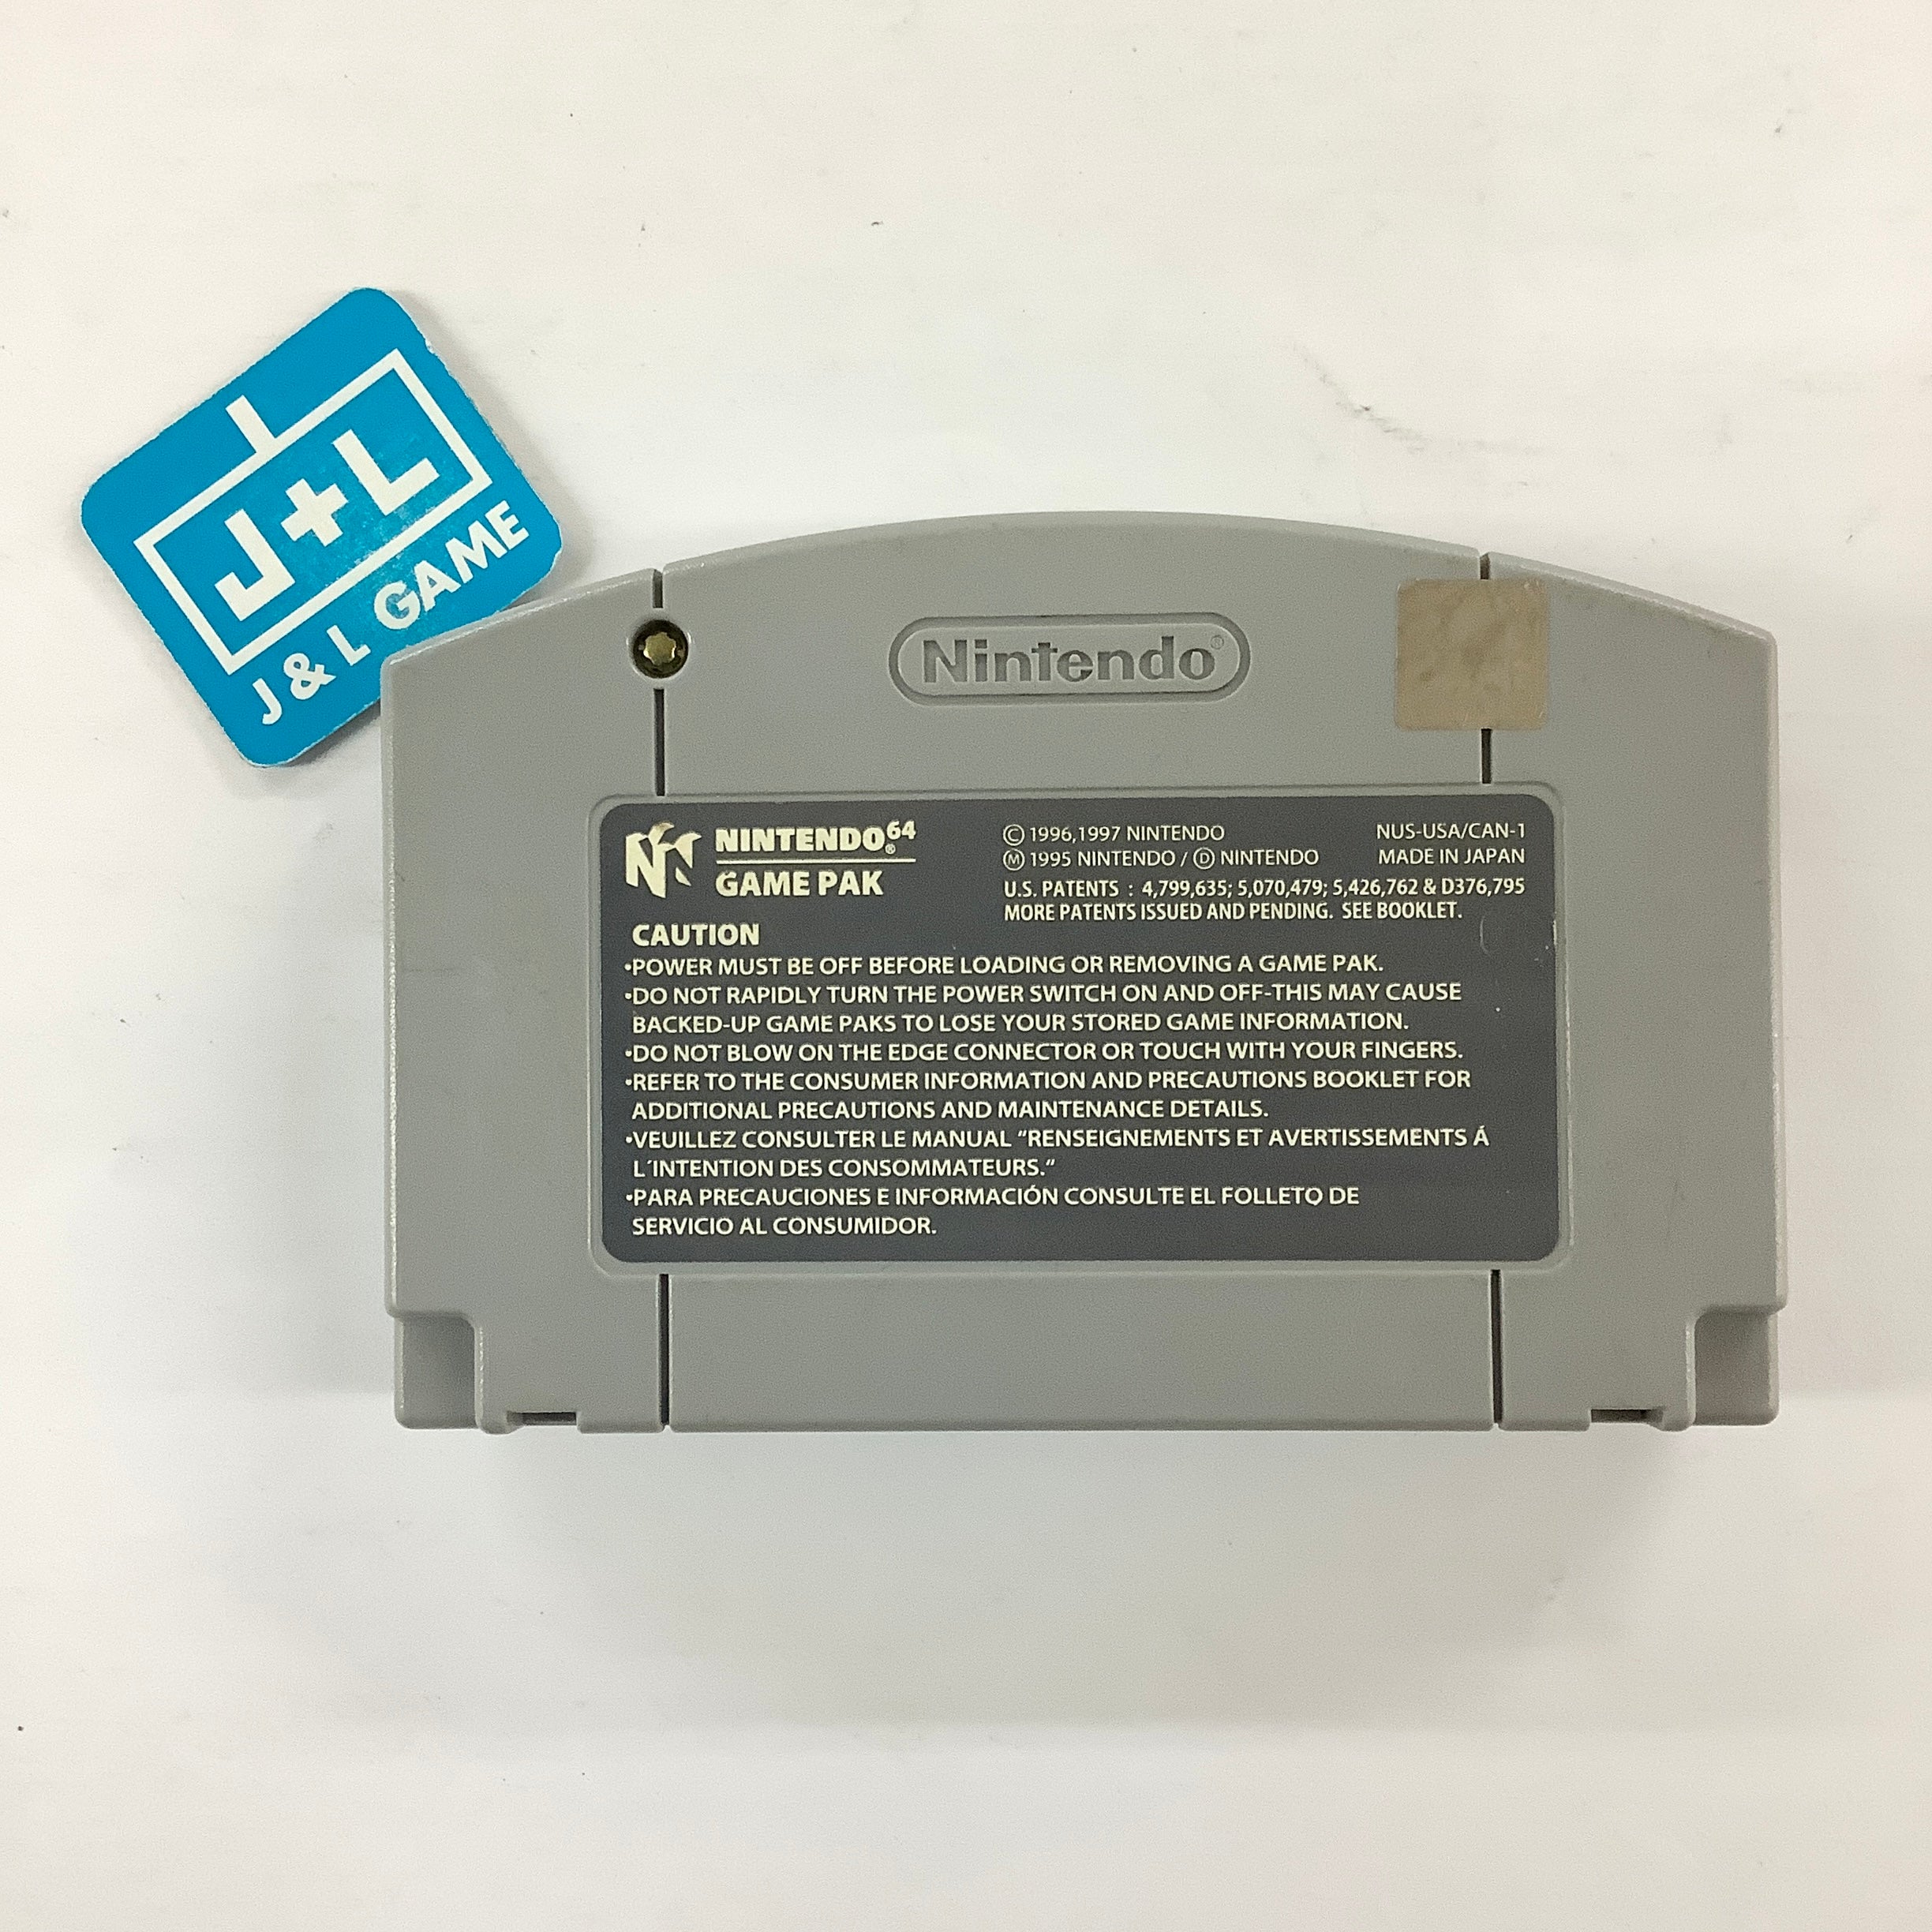 J+L
J & L GAME
Nintendo®
NINTENDO64®
GAME PAK
© 1996,1997 NINTENDO
Ⓜ 1995 NINTENDO / Ⓓ NINTENDO
NUS-USA/CAN-1
MADE IN JAPAN
U.S. PATENTS : 4,799,635; 5,070,479; 5,426,762 & D376,795
MORE PATENTS ISSUED AND PENDING. SEE BOOKLET.
CAUTION
•POWER MUST BE OFF BEFORE LOADING OR REMOVING A GAME PAK.
•DO NOT RAPIDLY TURN THE POWER SWITCH ON AND OFF-THIS MAY CAUSE
BACKED-UP GAME PAKS TO LOSE YOUR STORED GAME INFORMATION.
•DO NOT BLOW ON THE EDGE CONNECTOR OR TOUCH WITH YOUR FINGERS.
•REFER TO THE CONSUMER INFORMATION AND PRECAUTIONS BOOKLET FOR
ADDITIONAL PRECAUTIONS AND MAINTENANCE DETAILS.
•VEUILLEZ CONSULTER LE MANUAL "RENSEIGNEMENTS ET AVERTISSEMENTS Á
L´INTENTION DES CONSOMMATEURS."
•PARA PRECAUCIONES E INFORMACIÓN CONSULTE EL FOLLETO DE
SERVICIO AL CONSUMIDOR.